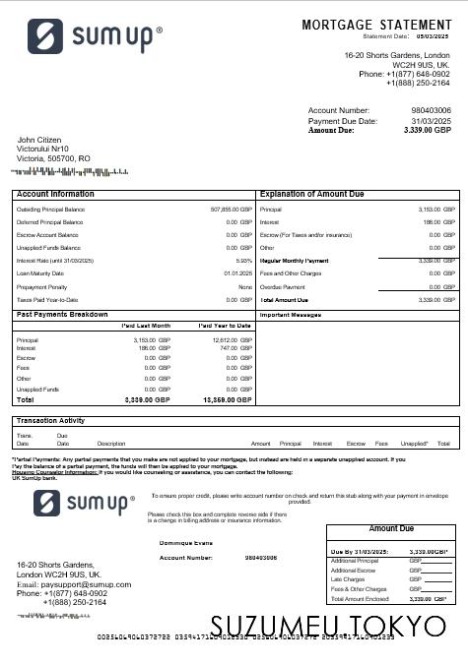 sumup®
MORTGAGE STATEMENT
Statement Date: 05/03/2025
16-20 Shorts Gardens, London
WC2H 9US, UK.
Phone: +1(877) 648-0902
+1(888) 250-2164
Account Number: 980403006
Payment Due Date: 31/03/2025
Amount Due: 3,339.00 GBP
John Citizen
Victorului Nr10
Victoria, 505700, RO
Account Information
Outstanding Principal Balance 507,855.00 GBP
Deferred Principal Balance 0.00 GBP
Escrow Account Balance 0.00 GBP
Unapplied Funds Balance 0.00 GBP
Interest Rate (until 31/03/2025) 5.90%
Loan Maturity Date 01.01.2026
Prepayment Penalty None
Taxes Paid Year-to-Date 0.00 GBP
Explanation of Amount Due
Principal 3,153.00 GBP
Interest 186.00 GBP
Escrow (For Taxes and/or insurance) 0.00 GBP
Other 0.00 GBP
Regular Monthly Payment 3,339.00 GBP
Fees and Other Charges 0.00 GBP
Overdue Payment 0.00 GBP
Total Amount Due 3,339.00 GBP
Past Payments Breakdown
Paid Last Month Paid Year to Date
Principal 3,153.00 GBP 12,612.00 GBP
Interest 186.00 GBP 747.00 GBP
Escrow 0.00 GBP 0.00 GBP
Fees 0.00 GBP 0.00 GBP
Other 0.00 GBP 0.00 GBP
Unapplied Funds 0.00 GBP 0.00 GBP
Total 3,339.00 GBP 13,359.00 GBP
Important Messages
Transaction Activity
Trans. Date Due Date Description Amount Principal Interest Escrow Fees Unapplied* Total
*Partial Payments: Any partial payments that you make are not applied to your mortgage, but instead are held in a separate unapplied account. If you
Pay the balance of a partial payment, the funds will then be applied to your mortgage.
Housing Counselor Information: If you would like counseling or assistance, you can contact the following:
UK SumUp bank.
sumup®
To ensure proper credit, please write account number on check and return this stub along with your payment in envelope
provided.
Please check this box and complete reverse side if there
is a change in billing address or insurance information.
Dominique Evans
Account Number: 980403006
16-20 Shorts Gardens,
London WC2H 9US, UK.
Email: paysupport@sumup.com
Phone: +1(877) 648-0902
+1(888) 250-2164
Amount Due
Due By 31/03/2025: 3,339.00GBP
Additional Principal GBP
Additional Escrow GBP
Late Charges GBP
Fees & Other Charges GBP
Total Amount Enclosed 3,339.00 GBP
SUZUMEU TOKYO